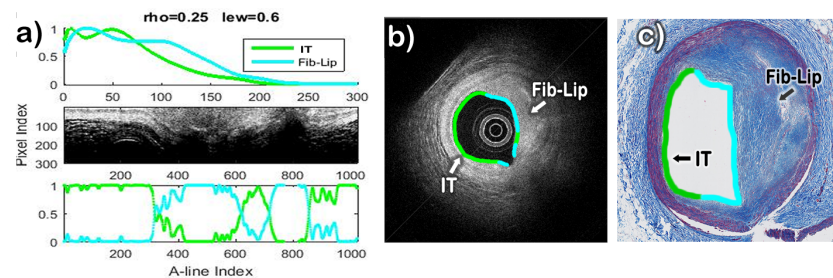 a)
rho=0.25 lew=0.6
1
0.5
0
IT
Fib-Lip
0 50 100 150 200 250 300
Pixel Index
100
200
300
200 400 600 800 1000
1
0.5
0
0 200 400 600 800 1000
A-line Index
b)
Fib-Lip
IT
c)
Fib-Lip
IT